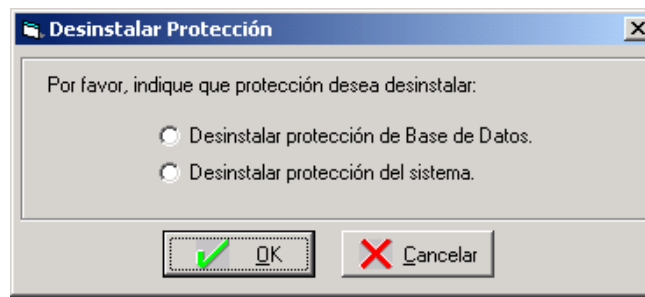 Desinstalar Protección
Por favor, indique que protección desea desinstalar:
Desinstalar protección de Base de Datos.
Desinstalar protección del sistema.
OK
Cancelar